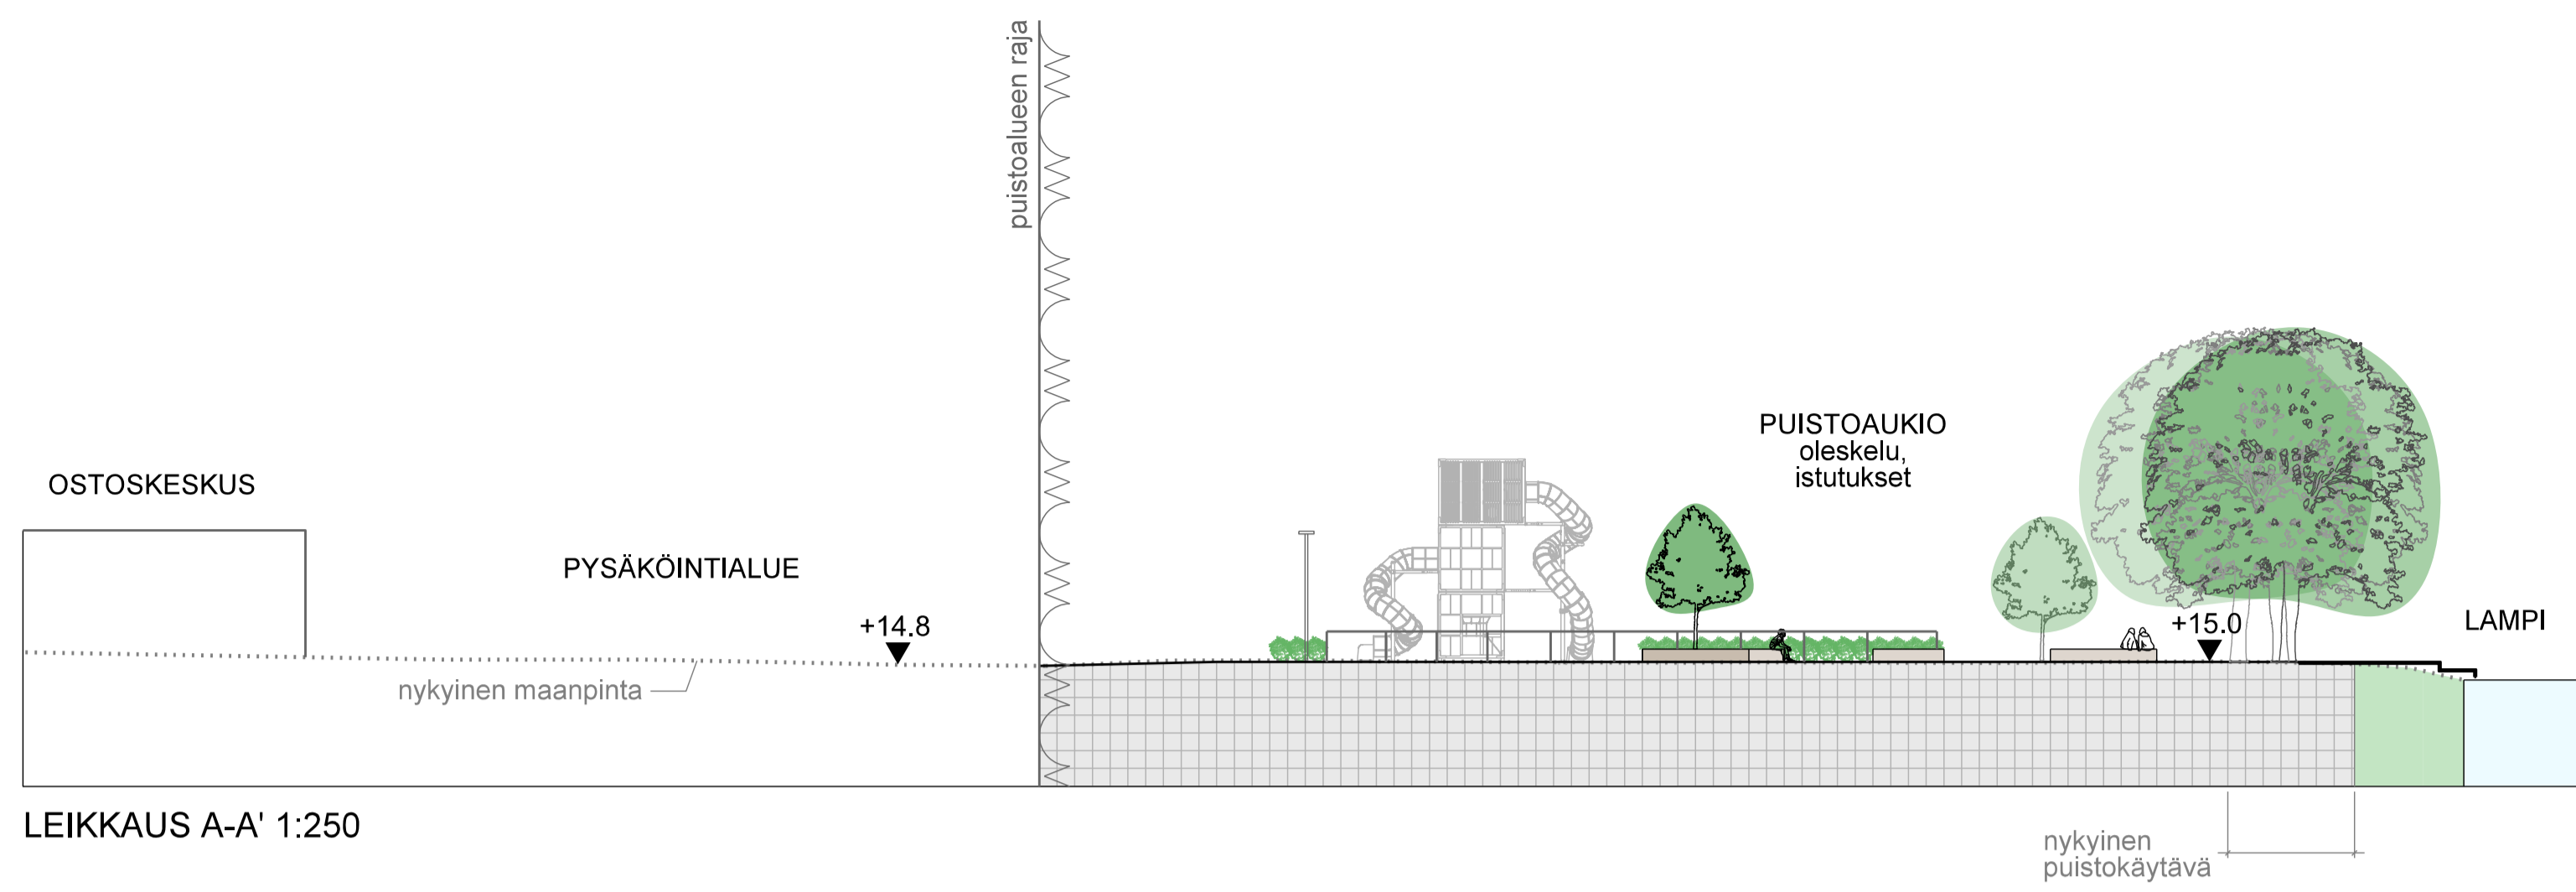 puistoalueen raja
PUISTOAUKIO
oleskelu,
istutukset
OSTOSKESKUS
PYSÄKÖINTIALUE
+14.8
+15.0
LAMPI
nykyinen maanpinta
LEIKKAUS A-A' 1:250
nykyinen
puistokäytävä